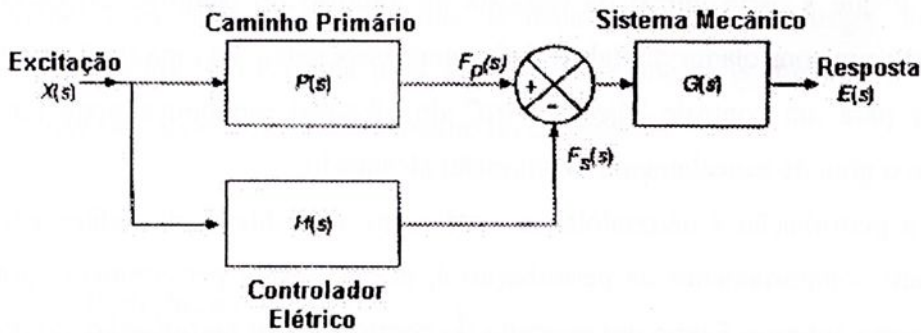 Caminho Primário
Sistema Mecânico
Excitação
X(s)
P(s)
F_p(s)
+
-
G(s)
Resposta
E(s)
F_s(s)
H(s)
Controlador
Elétrico